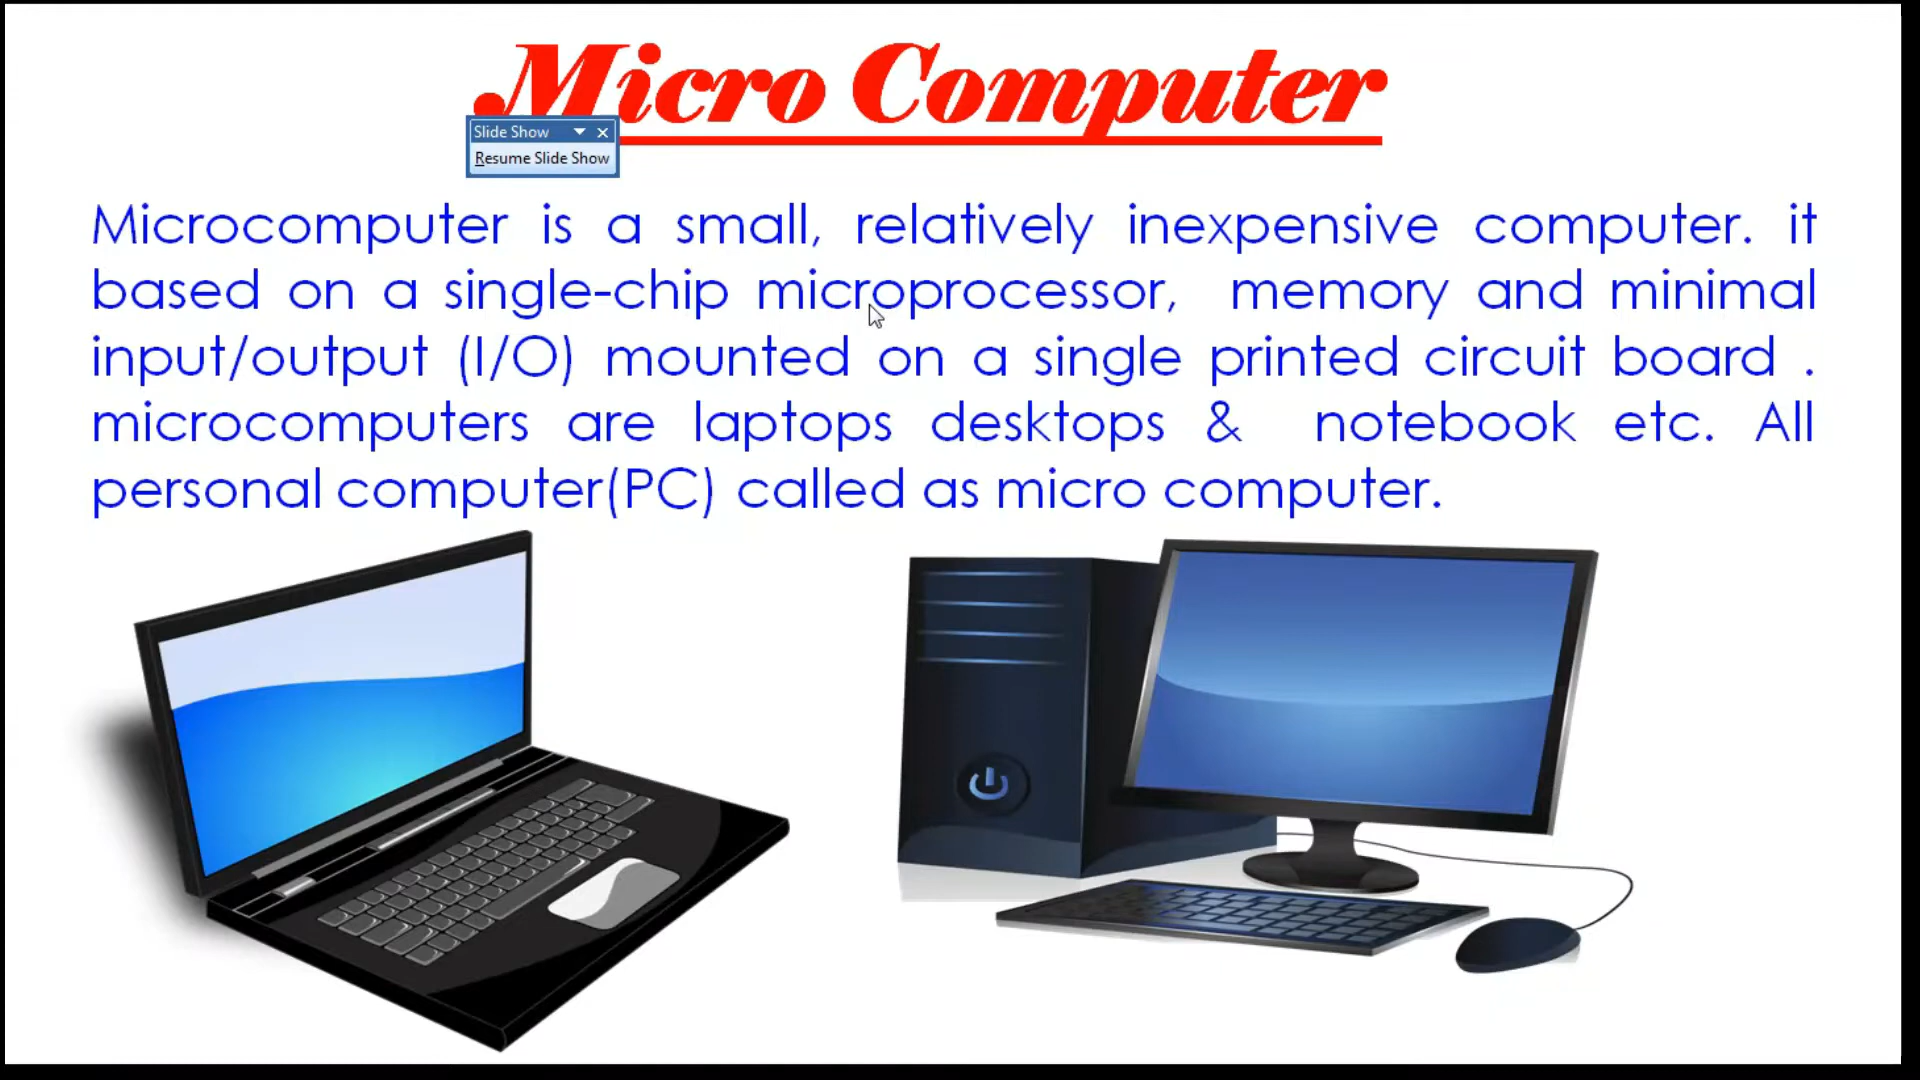 Micro Computer
Slide Show
Resume Slide Show
Microcomputer is a small, relatively inexpensive computer. it
based on a single-chip microprocessor, memory and minimal
input/output (I/O) mounted on a single printed circuit board .
microcomputers are laptops desktops & notebook etc. All
personal computer(PC) called as micro computer.